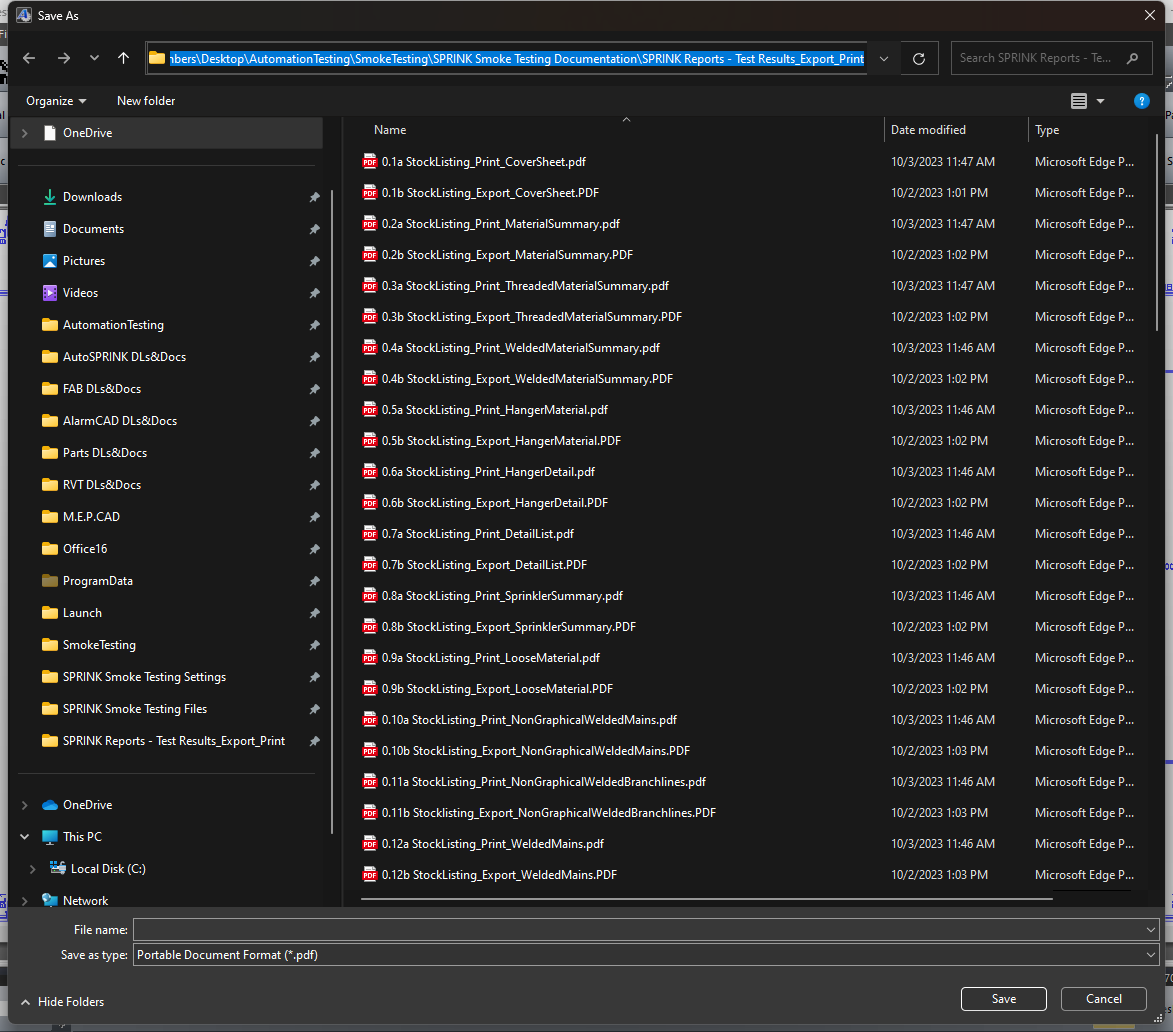 Save As
nbers\Desktop\AutomationTesting\SmokeTesting\SPRINK Smoke Testing Documentation\SPRINK Reports - Test Results_Export_Print
Search SPRINK Reports - Te...
Organize
New folder
OneDrive
Downloads
Documents
Pictures
Videos
AutomationTesting
AutoSPRINK DLs&Docs
FAB DLs&Docs
AlarmCAD DLs&Docs
Parts DLs&Docs
RVT DLs&Docs
M.E.P.CAD
Office16
ProgramData
Launch
SmokeTesting
SPRINK Smoke Testing Settings
SPRINK Smoke Testing Files
SPRINK Reports - Test Results_Export_Print
OneDrive
This PC
Local Disk (C:)
Network
Name Date modified Type
0.1a StockListing_Print_CoverSheet.pdf 10/3/2023 11:47 AM Microsoft Edge P...
0.1b StockListing_Export_CoverSheet.PDF 10/2/2023 1:01 PM Microsoft Edge P...
0.2a StockListing_Print_MaterialSummary.pdf 10/3/2023 11:47 AM Microsoft Edge P...
0.2b StockListing_Export_MaterialSummary.PDF 10/2/2023 1:02 PM Microsoft Edge P...
0.3a StockListing_Print_ThreadedMaterialSummary.pdf 10/3/2023 11:47 AM Microsoft Edge P...
0.3b StockListing_Export_ThreadedMaterialSummary.PDF 10/2/2023 1:02 PM Microsoft Edge P...
0.4a StockListing_Print_WeldedMaterialSummary.pdf 10/3/2023 11:46 AM Microsoft Edge P...
0.4b StockListing_Export_WeldedMaterialSummary.PDF 10/2/2023 1:02 PM Microsoft Edge P...
0.5a StockListing_Print_HangerMaterial.pdf 10/3/2023 11:46 AM Microsoft Edge P...
0.5b StockListing_Export_HangerMaterial.PDF 10/2/2023 1:02 PM Microsoft Edge P...
0.6a StockListing_Print_HangerDetail.pdf 10/3/2023 11:46 AM Microsoft Edge P...
0.6b StockListing_Export_HangerDetail.PDF 10/2/2023 1:02 PM Microsoft Edge P...
0.7a StockListing_Print_DetailList.pdf 10/3/2023 11:46 AM Microsoft Edge P...
0.7b StockListing_Export_DetailList.PDF 10/2/2023 1:02 PM Microsoft Edge P...
0.8a StockListing_Print_SprinklerSummary.pdf 10/3/2023 11:46 AM Microsoft Edge P...
0.8b StockListing_Export_SprinklerSummary.PDF 10/2/2023 1:02 PM Microsoft Edge P...
0.9a StockListing_Print_LooseMaterial.pdf 10/3/2023 11:46 AM Microsoft Edge P...
0.9b StockListing_Export_LooseMaterial.PDF 10/2/2023 1:02 PM Microsoft Edge P...
0.10a StockListing_Print_NonGraphicalWeldedMains.pdf 10/3/2023 11:46 AM Microsoft Edge P...
0.10b StockListing_Export_NonGraphicalWeldedMains.PDF 10/2/2023 1:03 PM Microsoft Edge P...
0.11a StockListing_Print_NonGraphicalWeldedBranchlines.pdf 10/3/2023 11:46 AM Microsoft Edge P...
0.11b Stocklisting_Export_NonGraphicalWeldedBranchlines.PDF 10/2/2023 1:03 PM Microsoft Edge P...
0.12a StockListing_Print_WeldedMains.pdf 10/3/2023 11:46 AM Microsoft Edge P...
0.12b StockListing_Export_WeldedMains.PDF 10/2/2023 1:03 PM Microsoft Edge P...
File name:
Save as type: Portable Document Format (*.pdf)
Hide Folders
Save
Cancel